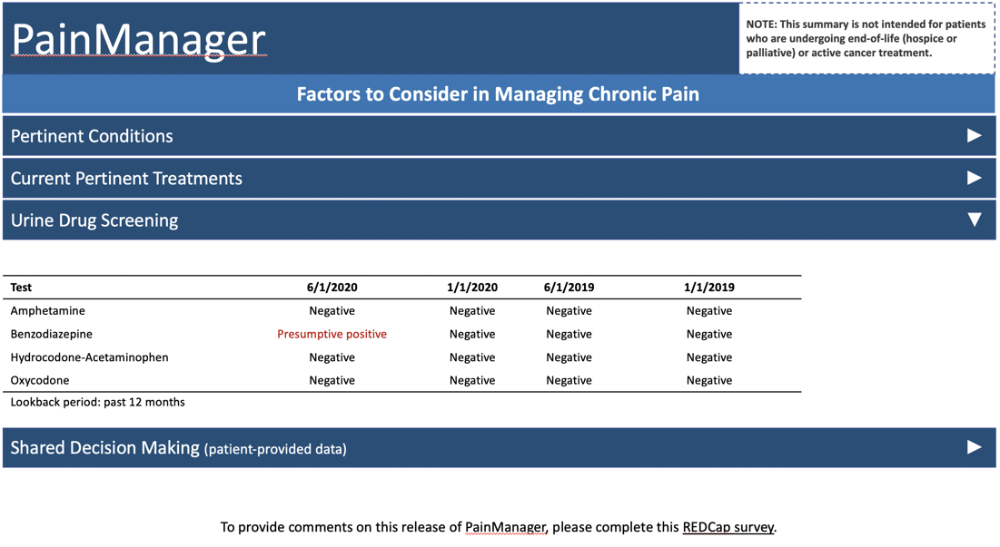 PainManager
NOTE: This summary is not intended for patients
who are undergoing end-of-life (hospice or
palliative) or active cancer treatment.
Factors to Consider in Managing Chronic Pain
Pertinent Conditions
Current Pertinent Treatments
Urine Drug Screening
Test 6/1/2020 1/1/2020 6/1/2019 1/1/2019
Amphetamine Negative Negative Negative Negative
Benzodiazepine Presumptive positive Negative Negative Negative
Hydrocodone-Acetaminophen Negative Negative Negative Negative
Oxycodone Negative Negative Negative Negative
Lookback period: past 12 months
Shared Decision Making (patient-provided data)
To provide comments on this release of PainManager, please complete this REDCap survey.